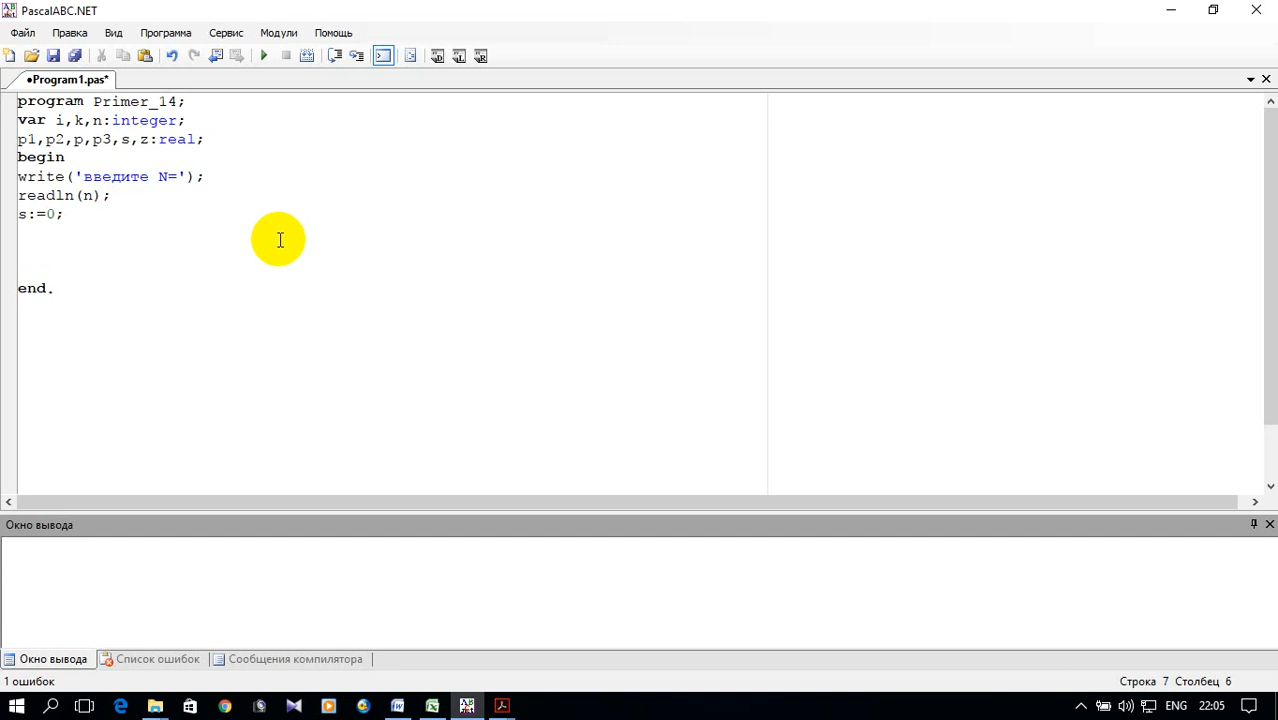 PascalABC.NET
Файл Правка Вид Программа Сервис Модули Помощь
•Program1.pas*
program Primer_14;
var i,k,n:integer;
p1,p2,p,p3,s,z:real;
begin
write('введите N=');
readln(n);
s:=0;
end.
Окно вывода
Окно вывода Список ошибок Сообщения компилятора
1 ошибок Строка 7 Столбец 6
ENG 22:05